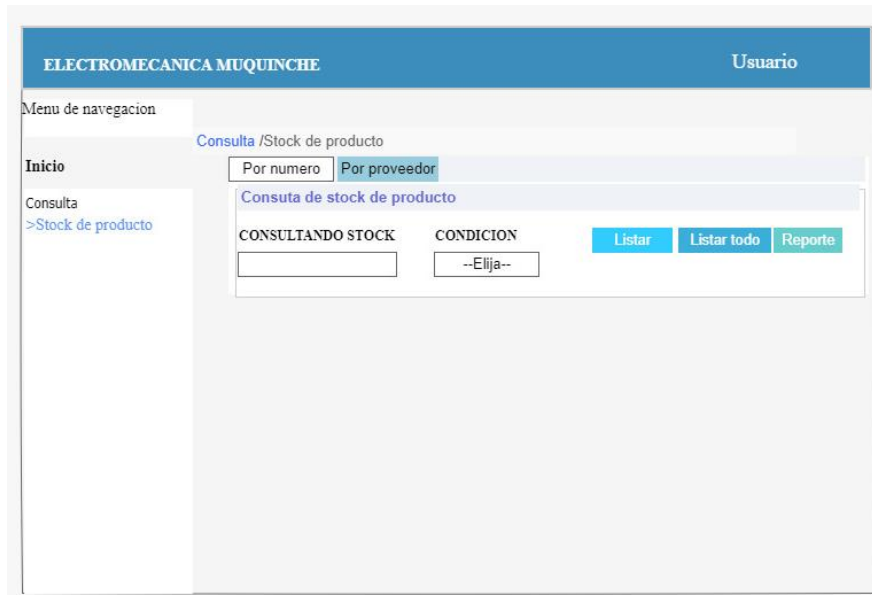 ELECTROMECANICA MUQUINCHE Usuario
Menu de navegacion
Consulta /Stock de producto
Inicio
Por numero Por proveedor
Consulta
>Stock de producto
Consuta de stock de producto
CONSULTANDO STOCK CONDICION
Listar Listar todo Reporte
--Elija--